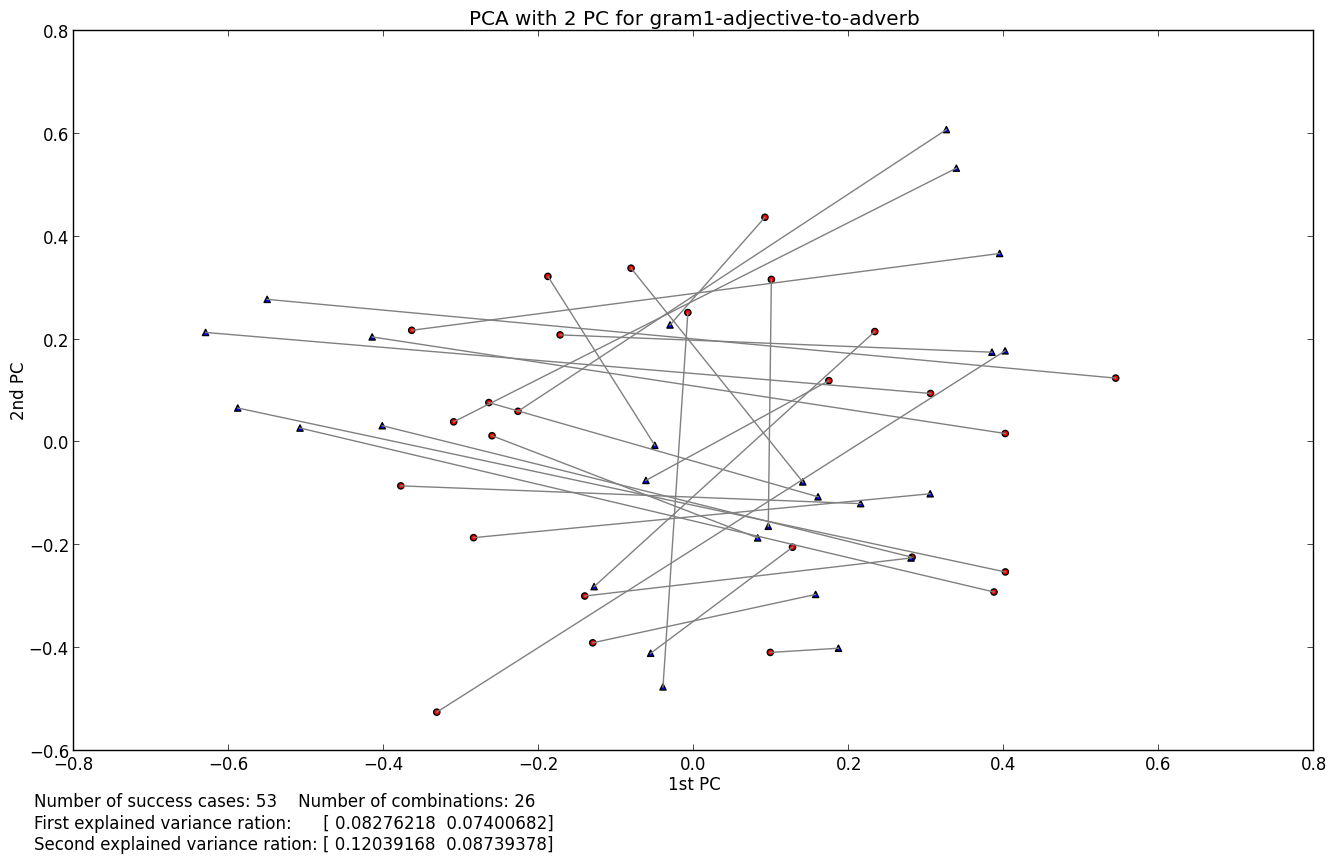 PCA with 2 PC for gram1-adjective-to-adverb
0.8
0.6
0.4
0.2
0.0
−0.2
−0.4
−0.6
2nd PC
−0.8 −0.6 −0.4 −0.2 0.0 0.2 0.4 0.6 0.8
1st PC
Number of success cases: 53 Number of combinations: 26
First explained variance ration: [ 0.08276218 0.07400682]
Second explained variance ration: [ 0.12039168 0.08739378]